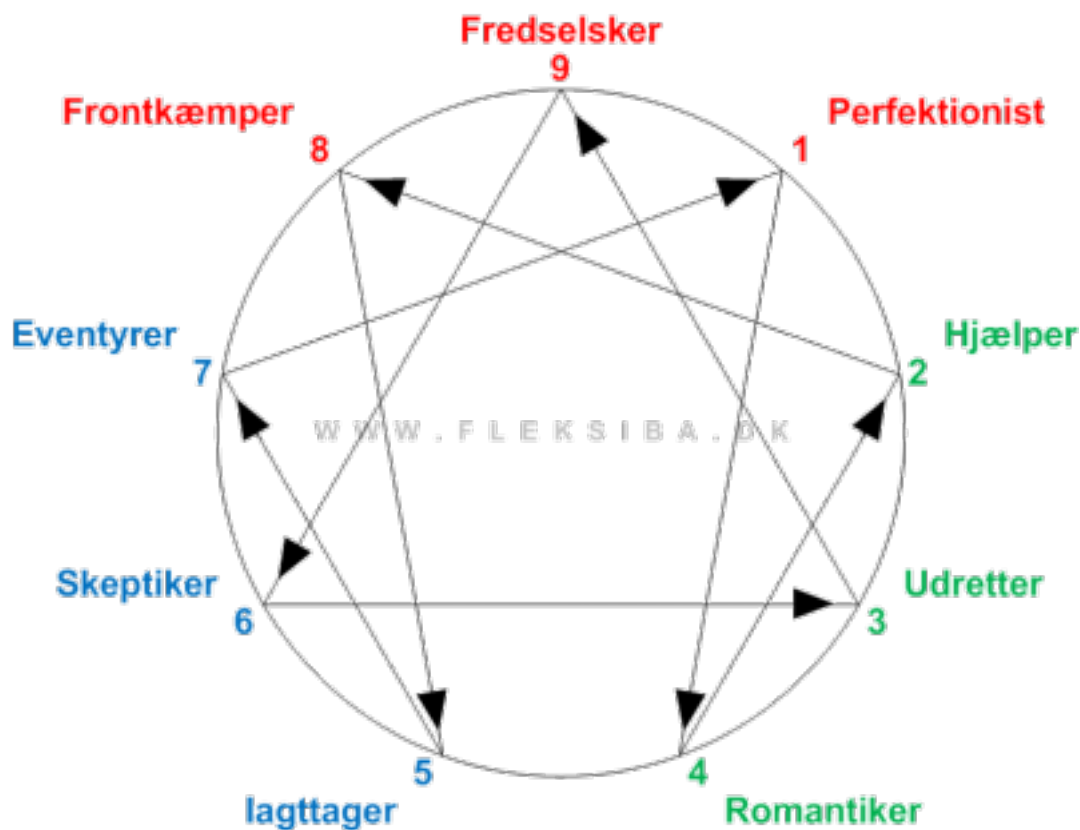 Fredselsker
9
Frontkæmper
8
Perfektionist
1
Eventyrer
7
Hjælper
2
WWW.FLEKSIBA.DK
Skeptiker
6
Udretter
3
5
Iagttager
4
Romantiker